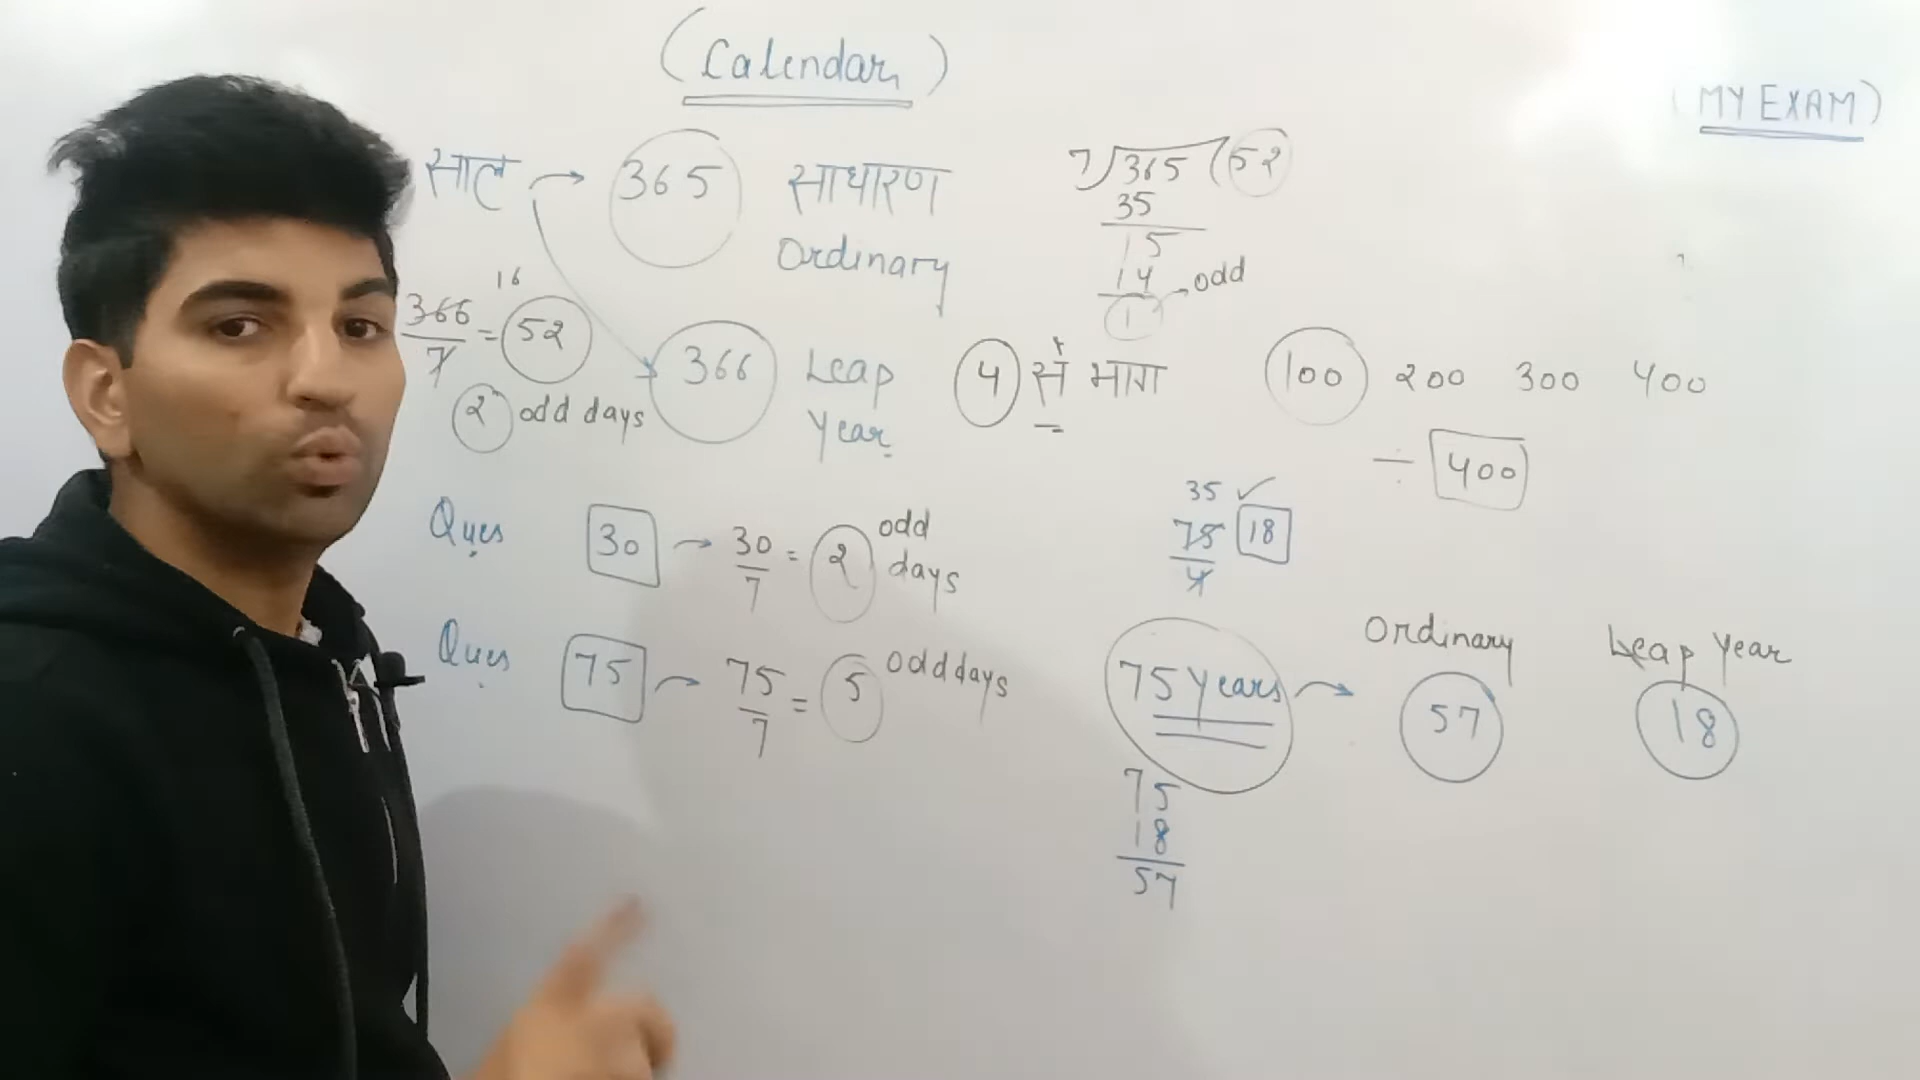 (Calendar)
(MY EXAM)
साल → 365 साधारण
Ordinary
7)365(52
35
15
14
1 → odd
16
366/7 = 52
2 odd days
366 Leap
Year
4 से भाग
100 200 300 400
÷ 400
Ques 30 → 30/7 = 2 odd
days
35 ✓
75/4 18
Ques 75 → 75/7 = 5 odd days
75 Years → Ordinary 57
Leap Year 18
75
18
57